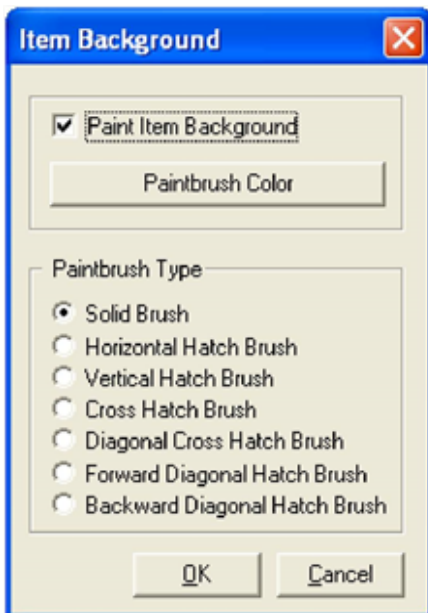 Item Background
Paint Item Background
Paintbrush Color
Paintbrush Type
Solid Brush
Horizontal Hatch Brush
Vertical Hatch Brush
Cross Hatch Brush
Diagonal Cross Hatch Brush
Forward Diagonal Hatch Brush
Backward Diagonal Hatch Brush
OK Cancel